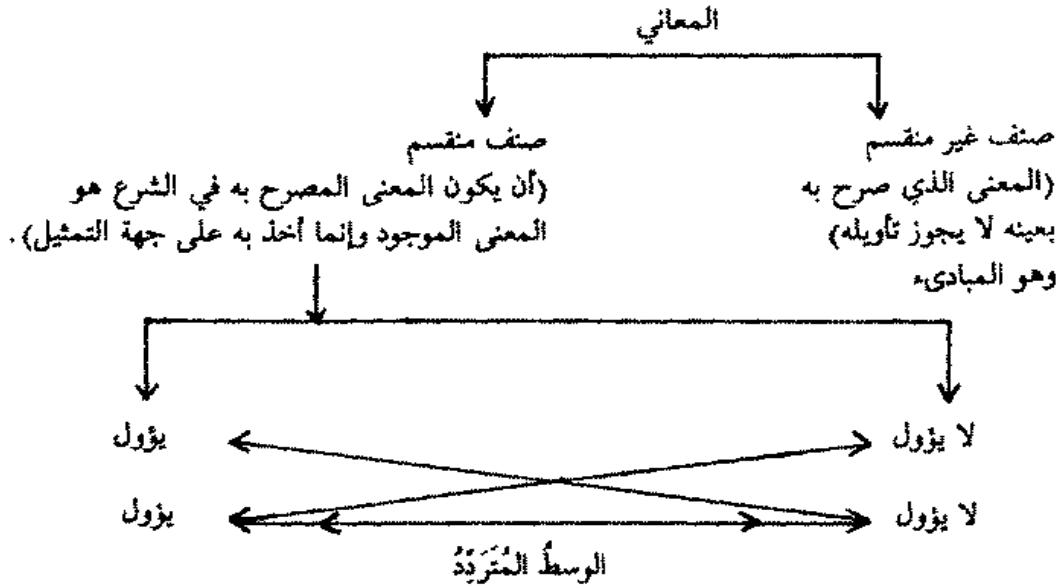 المعاني
صنف غير منقسم
(المعنى الذي صرح به
بعينه لا يجوز تأويله)
وهو المبادىء
صنف منقسم
(أن يكون المعنى المصرح به في الشرع هو
المعنى الموجود وإنما أخذ به على جهة التمثيل).
لا يؤول
يؤول
لا يؤول
يؤول
الوسطُ المُتَرَدِّدُ